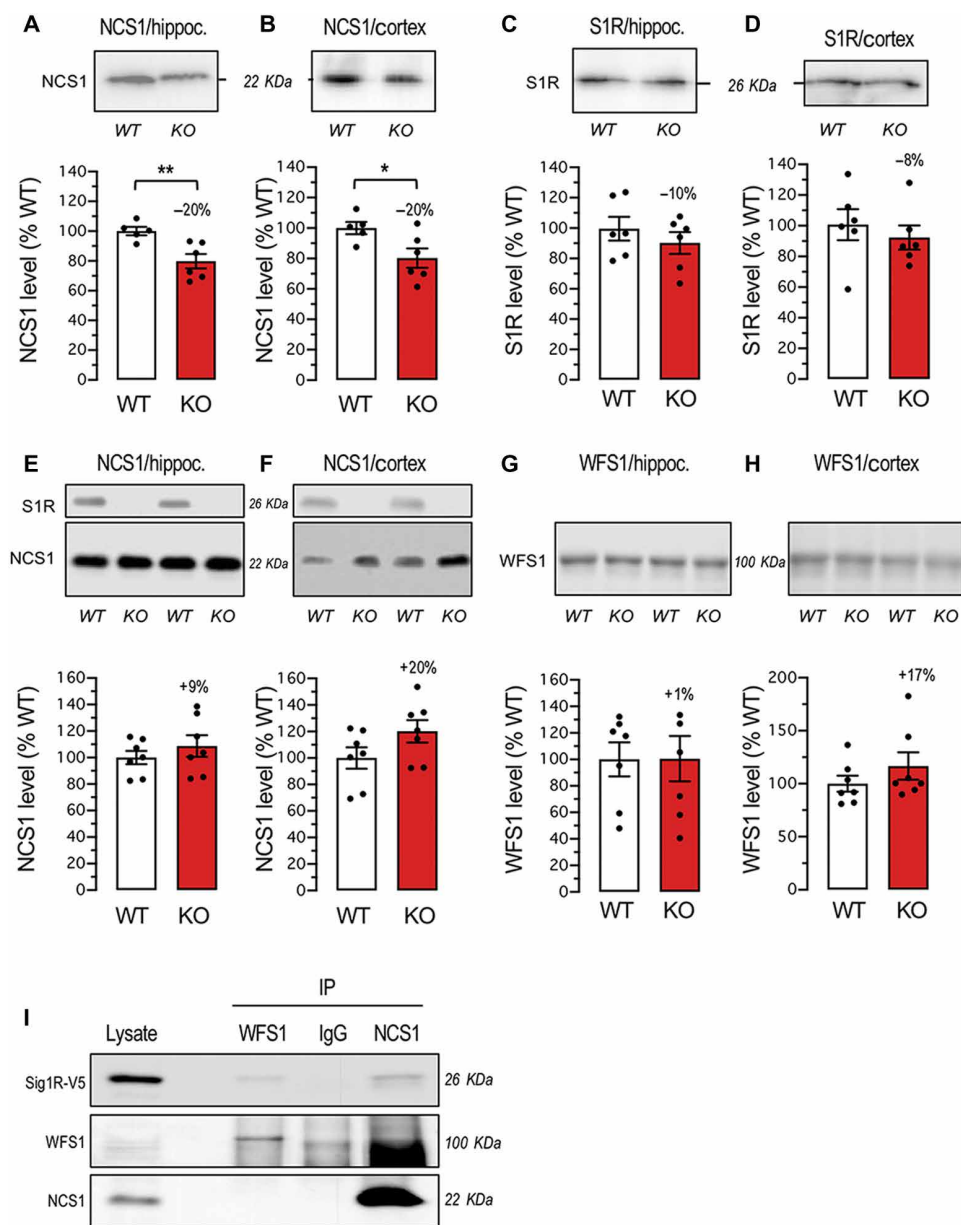 A NCS1/hippoc. B NCS1/cortex C S1R/hippoc. D S1R/cortex
NCS1 22 KDa S1R 26 KDa
WT KO WT KO WT KO WT KO
NCS1 level (% WT)
140
120
100
80
60
40
20
0
**
–20%
WT KO
NCS1 level (% WT)
140
120
100
80
60
40
20
0
*
–20%
WT KO
S1R level (% WT)
140
120
100
80
60
40
20
0
–10%
WT KO
S1R level (% WT)
140
120
100
80
60
40
20
0
–8%
WT KO
E NCS1/hippoc. F NCS1/cortex G WFS1/hippoc. H WFS1/cortex
S1R 26 KDa
NCS1 22 KDa WFS1 100 KDa
WT KO WT KO WT KO WT KO WT KO WT KO WT KO WT KO
NCS1 level (% WT)
160
140
120
100
80
60
40
20
0
+9%
WT KO
NCS1 level (% WT)
160
140
120
100
80
60
40
20
0
+20%
WT KO
WFS1 level (% WT)
160
140
120
100
80
60
40
20
0
+1%
WT KO
WFS1 level (% WT)
200
150
100
50
0
+17%
WT KO
I IP
Lysate WFS1 IgG NCS1
Sig1R-V5 26 KDa
WFS1 100 KDa
NCS1 22 KDa